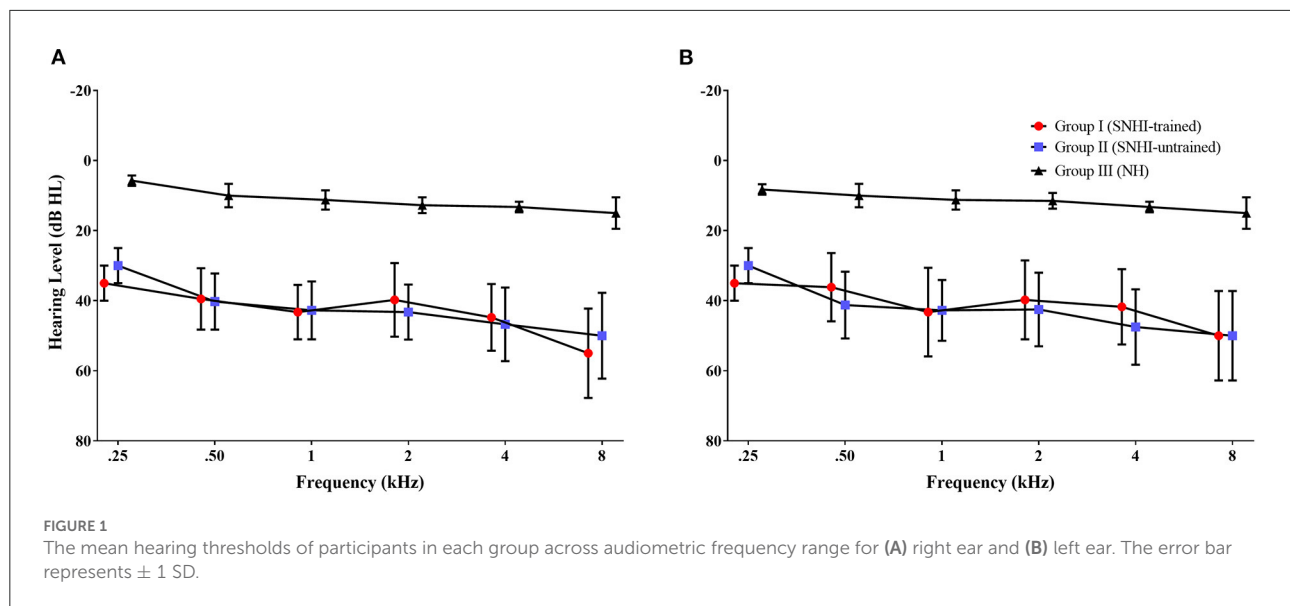 A
B
-20
0
20
40
60
80
Hearing Level (dB HL)
.25 .50 1 2 4 8
Frequency (kHz)
-20
0
20
40
60
80
Group I (SNHI-trained)
Group II (SNHI-untrained)
Group III (NH)
.25 .50 1 2 4 8
Frequency (kHz)
FIGURE 1
The mean hearing thresholds of participants in each group across audiometric frequency range for (A) right ear and (B) left ear. The error bar
represents ± 1 SD.